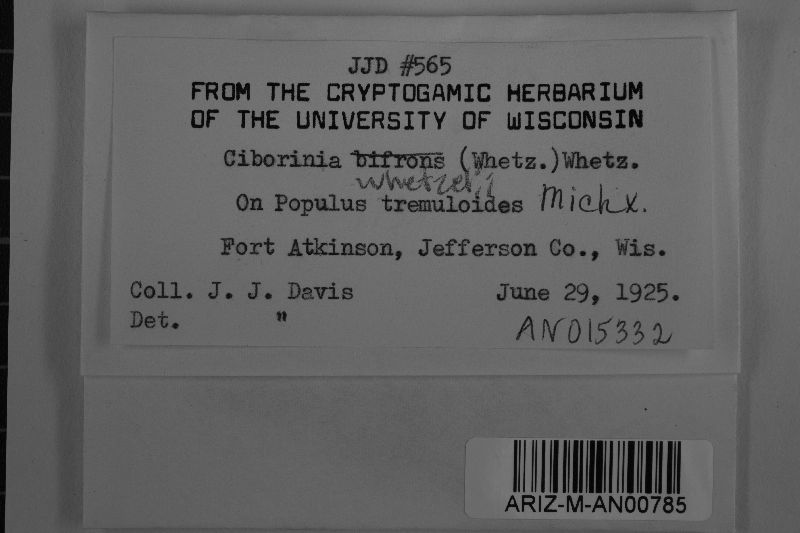 JJD #565
FROM THE CRYPTOGAMIC HERBARIUM
OF THE UNIVERSITY OF WISCONSIN
Ciborinia bifrons (Whetz.)Whetz.
whetzelii
On Populus tremuloides Michx.
Fort Atkinson, Jefferson Co., Wis.
Coll. J. J. Davis June 29, 1925.
Det. "
AN015332
ARIZ-M-AN00785